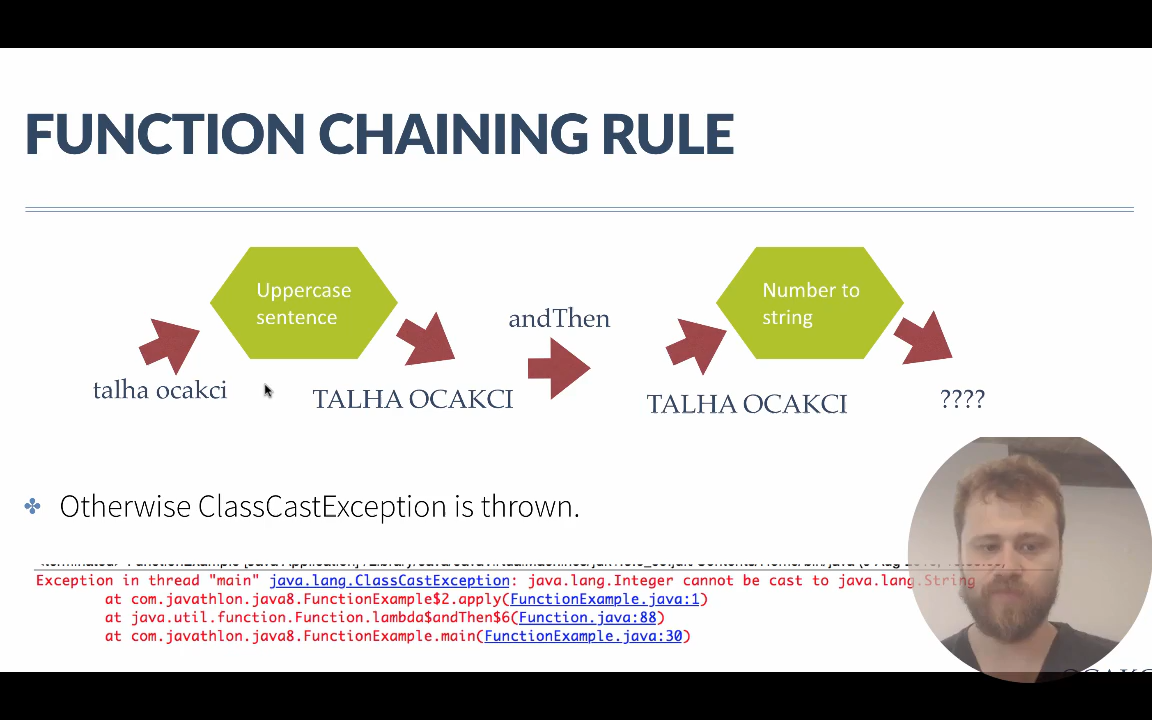 FUNCTION CHAINING RULE
Uppercase
sentence
Number to
string
andThen
talha ocakci
TALHA OCAKCI
TALHA OCAKCI
????
Otherwise ClassCastException is thrown.
Exception in thread "main" java.lang.ClassCastException: java.lang.Integer cannot be cast to java.lang.String
at com.javathlon.java8.FunctionExample$2.apply(FunctionExample.java:1)
at java.util.function.Function.lambda$andThen$6(Function.java:88)
at com.javathlon.java8.FunctionExample.main(FunctionExample.java:30)